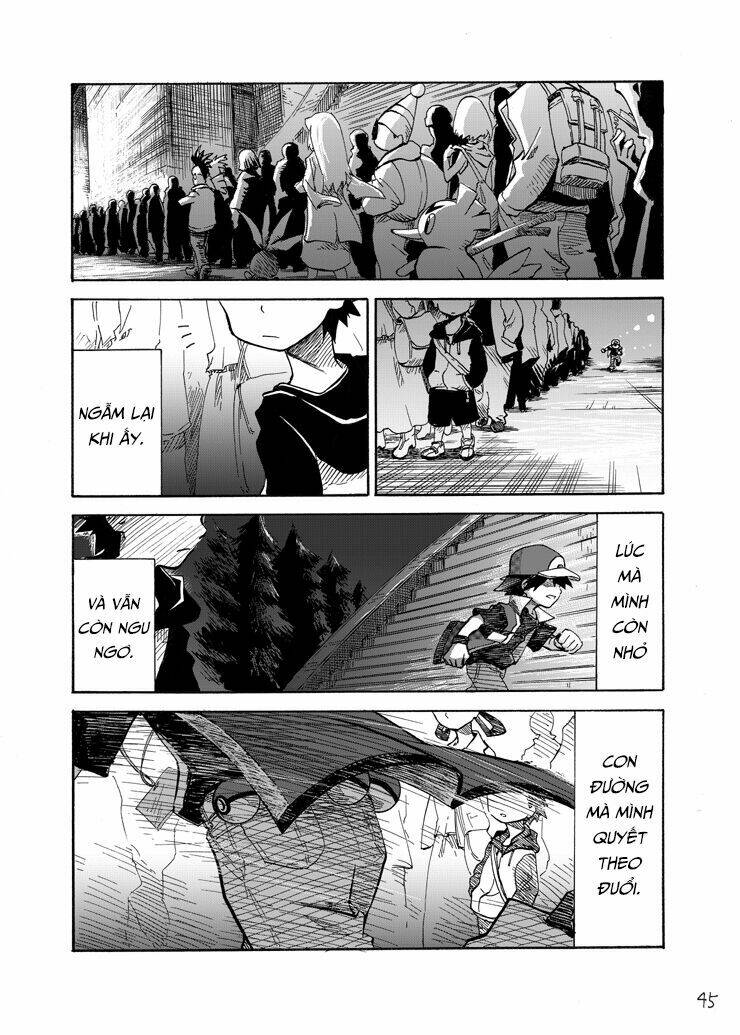 NGẪM LẠI
KHI ẤY.
LÚC
MÀ
MÌNH
CÒN
NHỎ
VÀ VẪN
CÒN NGU
NGƠ.
CON
ĐƯỜNG
MÀ MÌNH
QUYẾT
THEO
ĐUỔI.
45